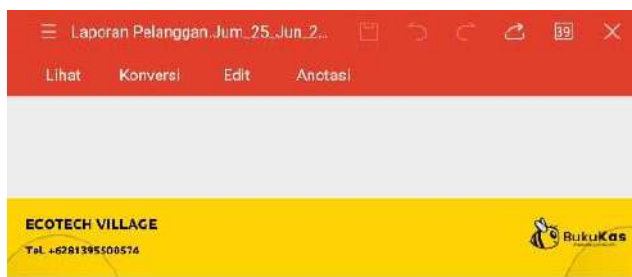 Laporan Pelanggan.Jum_25_Jun_2... 39
Lihat Konversi Edit Anotasi
ECOTECH VILLAGE
Tel. +6281395500574
BukuKas